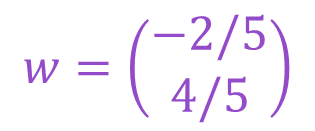 w = (−2/5
4/5)